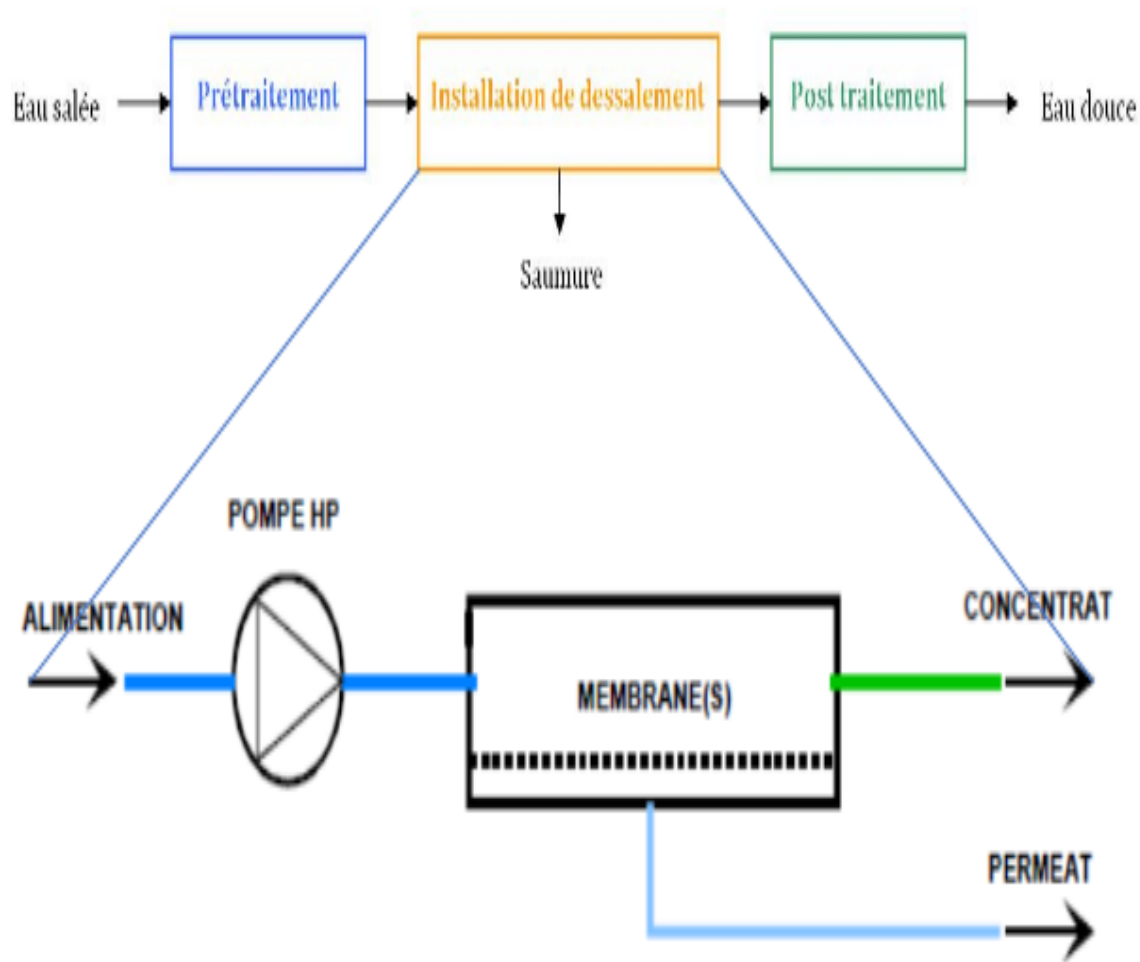 Eau salée
Prétraitement
Installation de dessalement
Post traitement
Eau douce
Saumure
POMPE HP
ALIMENTATION
CONCENTRAT
MEMBRANE(S)
PERMEAT